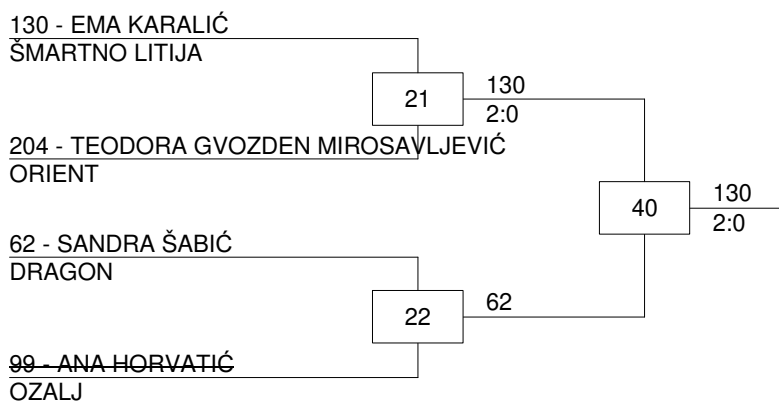 130 - EMA KARALIĆ
ŠMARTNO LITIJA
21
130
2:0
204 - TEODORA GVOZDEN MIROSAVLJEVIĆ
ORIENT
40
130
2:0
62 - SANDRA ŠABIĆ
DRAGON
22
62
99 - ANA HORVATIĆ
OZALJ